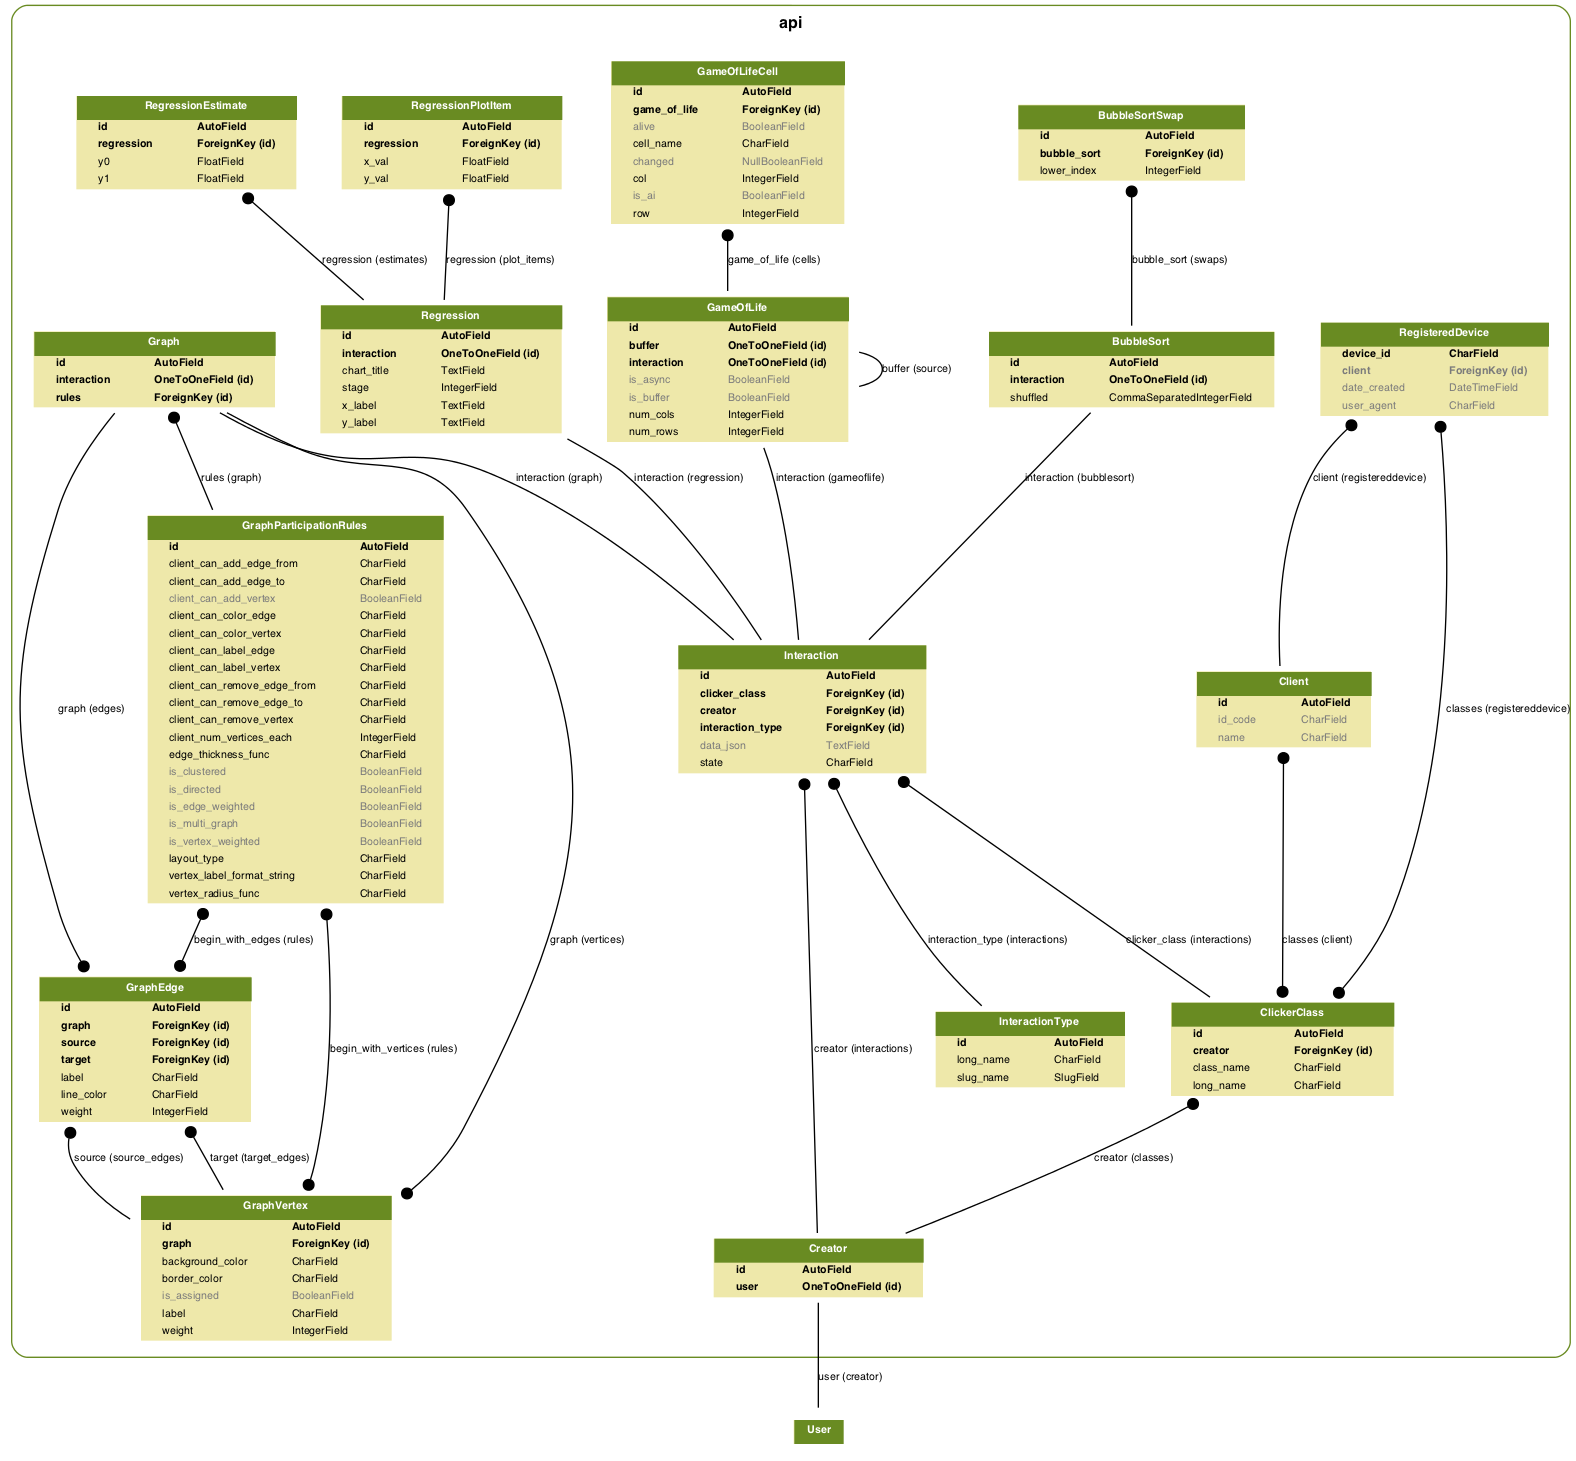 api
RegressionEstimate
id AutoField
regression ForeignKey (id)
y0 FloatField
y1 FloatField
RegressionPlotItem
id AutoField
regression ForeignKey (id)
x_val FloatField
y_val FloatField
GameOfLifeCell
id AutoField
game_of_life ForeignKey (id)
alive BooleanField
cell_name CharField
changed NullBooleanField
col IntegerField
is_ai BooleanField
row IntegerField
BubbleSortSwap
id AutoField
bubble_sort ForeignKey (id)
lower_index IntegerField
regression (estimates)
regression (plot_items)
game_of_life (cells)
bubble_sort (swaps)
Graph
id AutoField
interaction OneToOneField (id)
rules ForeignKey (id)
Regression
id AutoField
interaction OneToOneField (id)
chart_title TextField
stage IntegerField
x_label TextField
y_label TextField
GameOfLife
id AutoField
buffer OneToOneField (id)
interaction OneToOneField (id)
is_async BooleanField
is_buffer BooleanField
num_cols IntegerField
num_rows IntegerField
buffer (source)
BubbleSort
id AutoField
interaction OneToOneField (id)
shuffled CommaSeparatedIntegerField
RegisteredDevice
device_id CharField
client ForeignKey (id)
date_created DateTimeField
user_agent CharField
rules (graph)
interaction (graph)
interaction (regression)
interaction (gameoflife)
interaction (bubblesort)
client (registereddevice)
GraphParticipationRules
id AutoField
client_can_add_edge_from CharField
client_can_add_edge_to CharField
client_can_add_vertex BooleanField
client_can_color_edge CharField
client_can_color_vertex CharField
client_can_label_edge CharField
client_can_label_vertex CharField
client_can_remove_edge_from CharField
client_can_remove_edge_to CharField
client_can_remove_vertex CharField
client_num_vertices_each IntegerField
edge_thickness_func CharField
is_clustered BooleanField
is_directed BooleanField
is_edge_weighted BooleanField
is_multi_graph BooleanField
is_vertex_weighted BooleanField
layout_type CharField
vertex_label_format_string CharField
vertex_radius_func CharField
Interaction
id AutoField
clicker_class ForeignKey (id)
creator ForeignKey (id)
interaction_type ForeignKey (id)
data_json TextField
state CharField
Client
id AutoField
id_code CharField
name CharField
graph (edges)
classes (registereddevice)
begin_with_edges (rules)
graph (vertices)
interaction_type (interactions)
clicker_class (interactions)
classes (client)
GraphEdge
id AutoField
graph ForeignKey (id)
source ForeignKey (id)
target ForeignKey (id)
label CharField
line_color CharField
weight IntegerField
begin_with_vertices (rules)
creator (interactions)
InteractionType
id AutoField
long_name CharField
slug_name SlugField
ClickerClass
id AutoField
creator ForeignKey (id)
class_name CharField
long_name CharField
source (source_edges)
target (target_edges)
creator (classes)
GraphVertex
id AutoField
graph ForeignKey (id)
background_color CharField
border_color CharField
is_assigned BooleanField
label CharField
weight IntegerField
Creator
id AutoField
user OneToOneField (id)
user (creator)
User